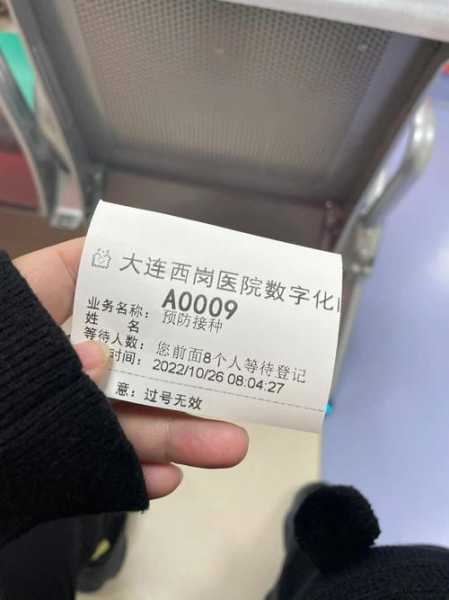 大连西岗医院数字化
A0009
业务名称： 预防接种
姓 名
等待人数： 您前面8个人等待登记
时间： 2022/10/26 08:04:27
意：过号无效